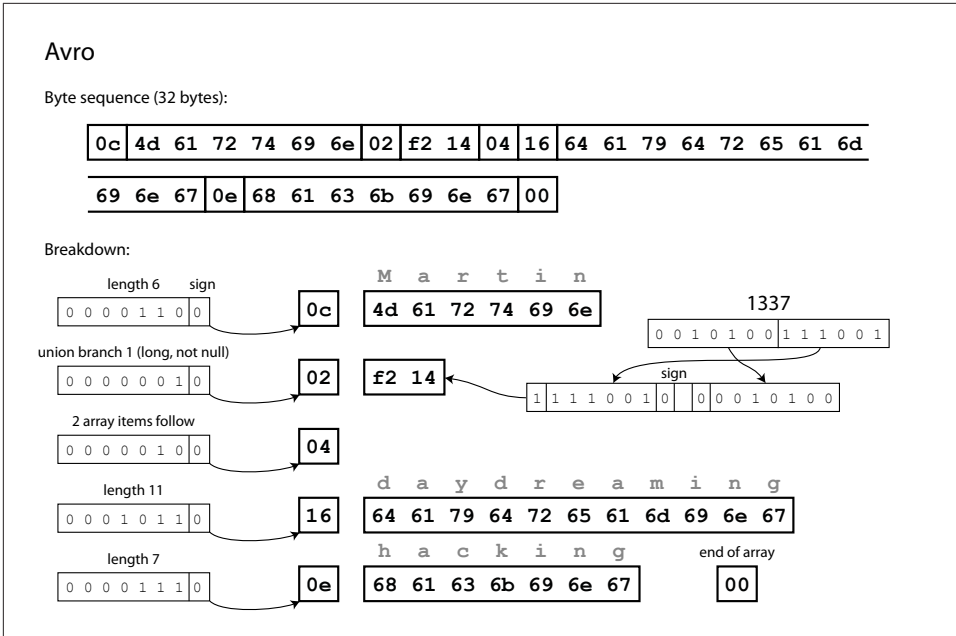 Avro
Byte sequence (32 bytes):
0c 4d 61 72 74 69 6e 02 f2 14 04 16 64 61 79 64 72 65 61 6d
69 6e 67 0e 68 61 63 6b 69 6e 67 00
Breakdown:
length 6 sign
0 0 0 0 1 1 0 0
0c
M a r t i n
4d 61 72 74 69 6e
1337
0 0 1 0 1 0 0 1 1 1 0 0 1
union branch 1 (long, not null)
0 0 0 0 0 0 1 0
02
f2 14
sign
1 1 1 1 0 0 1 0 0 0 0 1 0 1 0 0
2 array items follow
0 0 0 0 0 1 0 0
04
length 11
0 0 0 1 0 1 1 0
16
d a y d r e a m i n g
64 61 79 64 72 65 61 6d 69 6e 67
length 7
0 0 0 0 1 1 1 0
0e
h a c k i n g
68 61 63 6b 69 6e 67
end of array
00